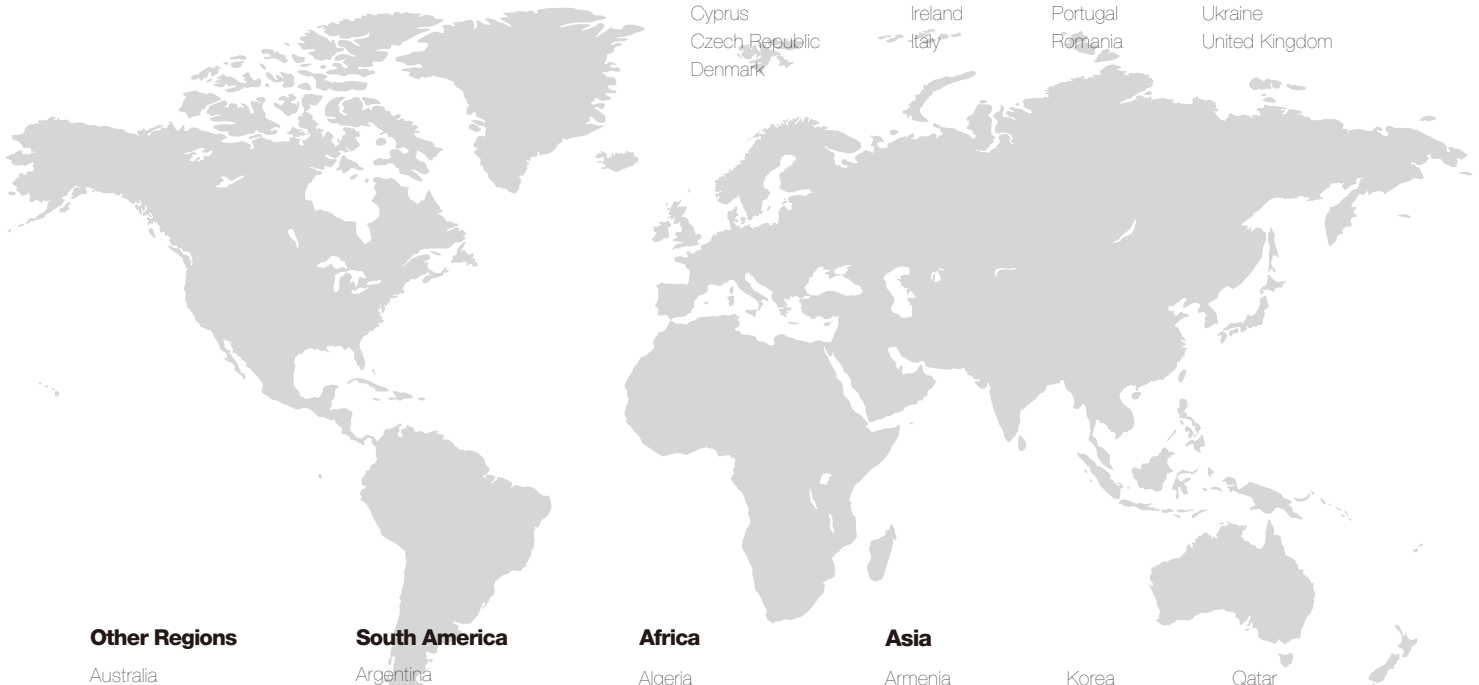 Cyprus Ireland Portugal Ukraine
Czech Republic Italy Romania United Kingdom
Denmark
Other Regions South America Africa Asia
Australia Argentina Algeria Armenia Korea Qatar